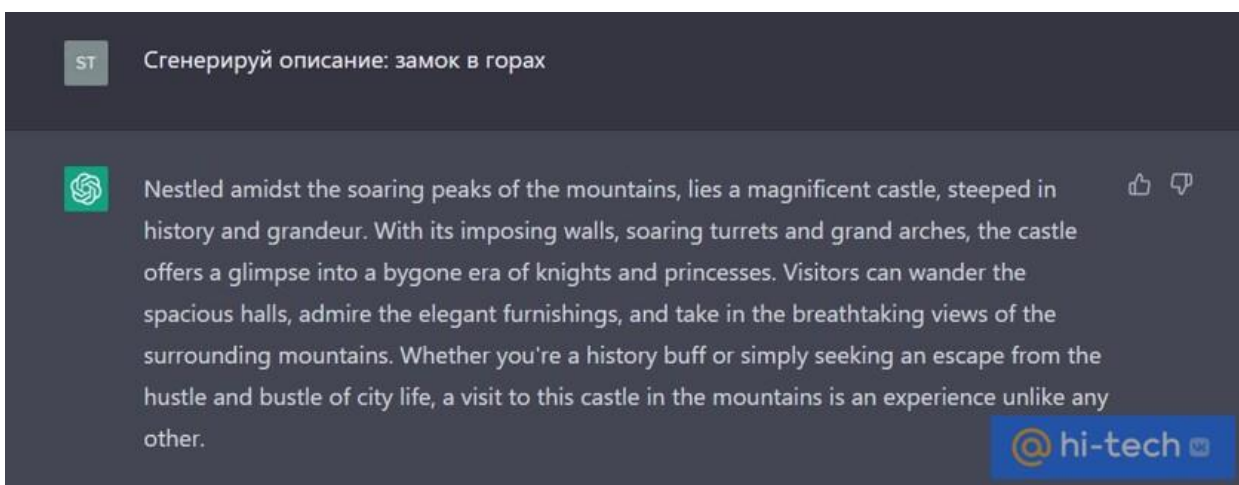 ST
Сгенерируй описание: замок в горах
Nestled amidst the soaring peaks of the mountains, lies a magnificent castle, steeped in
history and grandeur. With its imposing walls, soaring turrets and grand arches, the castle
offers a glimpse into a bygone era of knights and princesses. Visitors can wander the
spacious halls, admire the elegant furnishings, and take in the breathtaking views of the
surrounding mountains. Whether you're a history buff or simply seeking an escape from the
hustle and bustle of city life, a visit to this castle in the mountains is an experience unlike any
other.
@ hi-tech